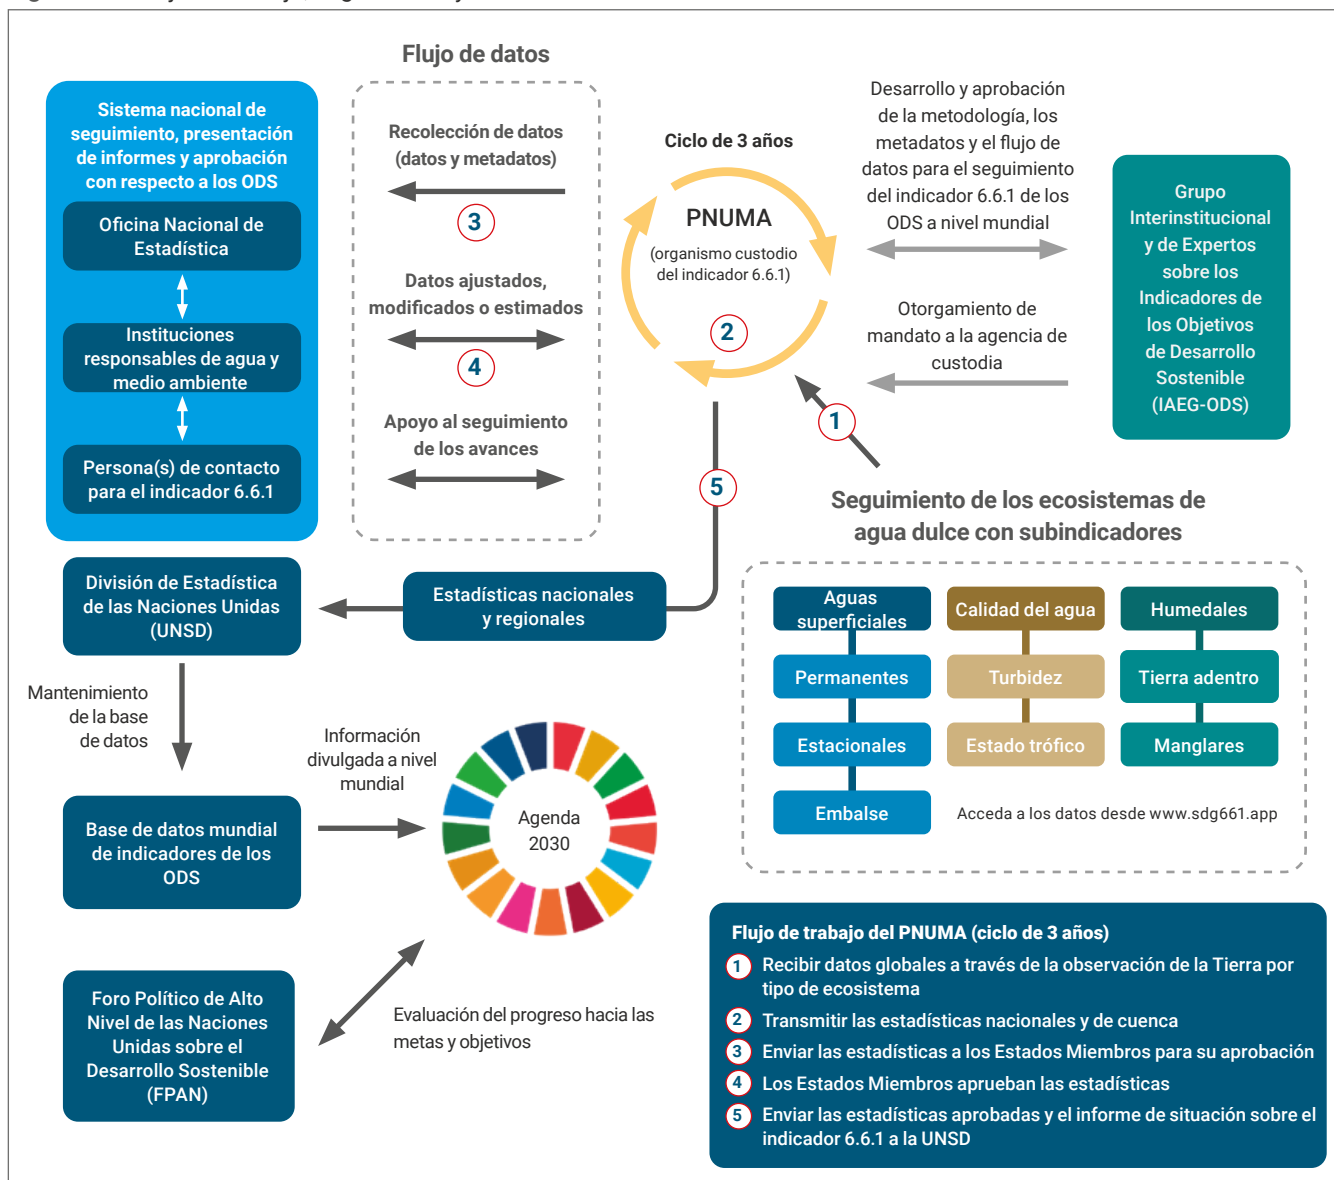 Flujo de datos
Sistema nacional de
seguimiento, presentación
de informes y aprobación
con respecto a los ODS
Oficina Nacional de
Estadística
Instituciones
responsables de agua y
medio ambiente
Persona(s) de contacto
para el indicador 6.6.1
Recolección de datos
(datos y metadatos)
3
Datos ajustados,
modificados o estimados
4
Apoyo al seguimiento
de los avances
Ciclo de 3 años
PNUMA
(organismo custodio
del indicador 6.6.1)
2
1
5
Desarrollo y aprobación
de la metodología, los
metadatos y el flujo de
datos para el seguimiento
del indicador 6.6.1 de los
ODS a nivel mundial
Otorgamiento de
mandato a la agencia de
custodia
Grupo
Interinstitucional
y de Expertos
sobre los
Indicadores de
los Objetivos
de Desarrollo
Sostenible
(IAEG-ODS)
Seguimiento de los ecosistemas de
agua dulce con subindicadores
Aguas
superficiales
Permanentes
Estacionales
Embalse
Calidad del agua
Turbidez
Estado trófico
Humedales
Tierra adentro
Manglares
Acceda a los datos desde www.sdg661.app
División de Estadística
de las Naciones Unidas
(UNSD)
Estadísticas nacionales
y regionales
Mantenimiento
de la base
de datos
Información
divulgada a nivel
mundial
Agenda
2030
Base de datos mundial
de indicadores de los
ODS
Foro Político de Alto
Nivel de las Naciones
Unidas sobre el
Desarrollo Sostenible
(FPAN)
Evaluación del progreso hacia las
metas y objetivos
Flujo de trabajo del PNUMA (ciclo de 3 años)
1 Recibir datos globales a través de la observación de la Tierra por
tipo de ecosistema
2 Transmitir las estadísticas nacionales y de cuenca
3 Enviar las estadísticas a los Estados Miembros para su aprobación
4 Los Estados Miembros aprueban las estadísticas
5 Enviar las estadísticas aprobadas y el informe de situación sobre el
indicador 6.6.1 a la UNSD